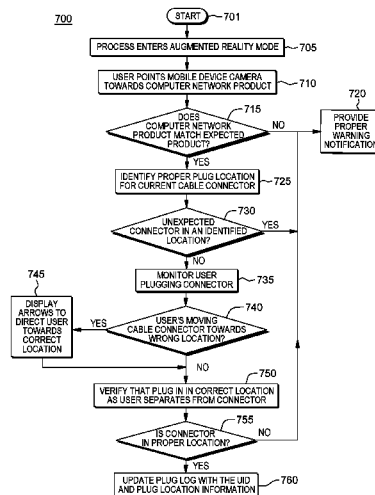 700
START
701
PROCESS ENTERS AUGMENTED REALITY MODE
705
USER POINTS MOBILE DEVICE CAMERA
TOWARDS COMPUTER NETWORK PRODUCT
710
DOES
COMPUTER NETWORK
PRODUCT MATCH EXPECTED
PRODUCT?
715
NO
720
PROVIDE
PROPER
WARNING
NOTIFICATION
YES
IDENTIFY PROPER PLUG LOCATION
FOR CURRENT CABLE CONNECTOR
725
UNEXPECTED
CONNECTOR IN AN IDENTIFIED
LOCATION?
730
YES
NO
MONITOR USER
PLUGGING CONNECTOR
735
745
DISPLAY
ARROWS TO
DIRECT USER
TOWARDS
CORRECT
LOCATION
YES
USER'S MOVING
CABLE CONNECTOR TOWARDS
WRONG LOCATION?
740
NO
VERIFY THAT PLUG IN IN CORRECT LOCATION
AS USER SEPARATES FROM CONNECTOR
750
IS CONNECTOR
IN PROPER LOCATION?
755
NO
YES
UPDATE PLUG LOG WITH THE UID
AND PLUG LOCATION INFORMATION
760